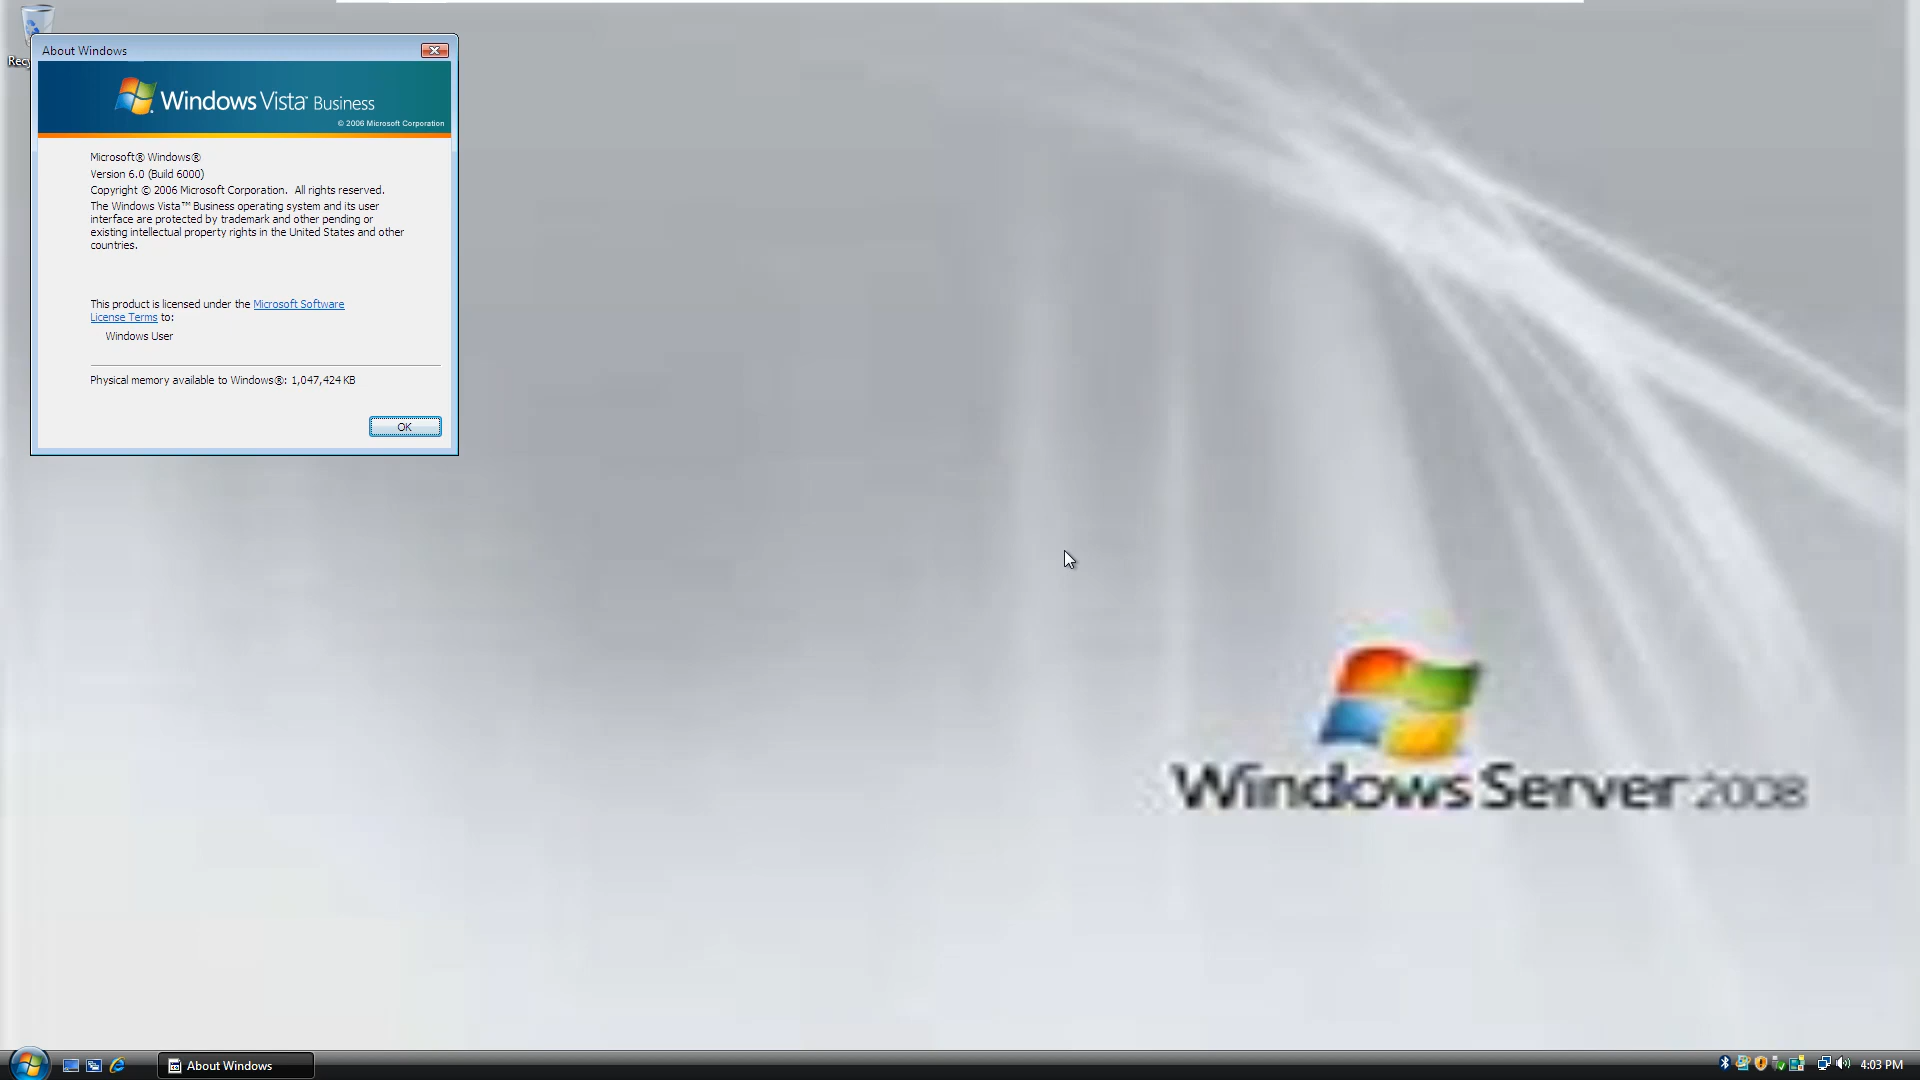 Recy
About Windows
Windows Vista™ Business
© 2006 Microsoft Corporation
Microsoft® Windows®
Version 6.0 (Build 6000)
Copyright © 2006 Microsoft Corporation. All rights reserved.
The Windows Vista™ Business operating system and its user
interface are protected by trademark and other pending or
existing intellectual property rights in the United States and other
countries.
This product is licensed under the Microsoft Software
License Terms to:
Windows User
Physical memory available to Windows®: 1,047,424 KB
OK
Windows Server 2008
About Windows
4:03 PM